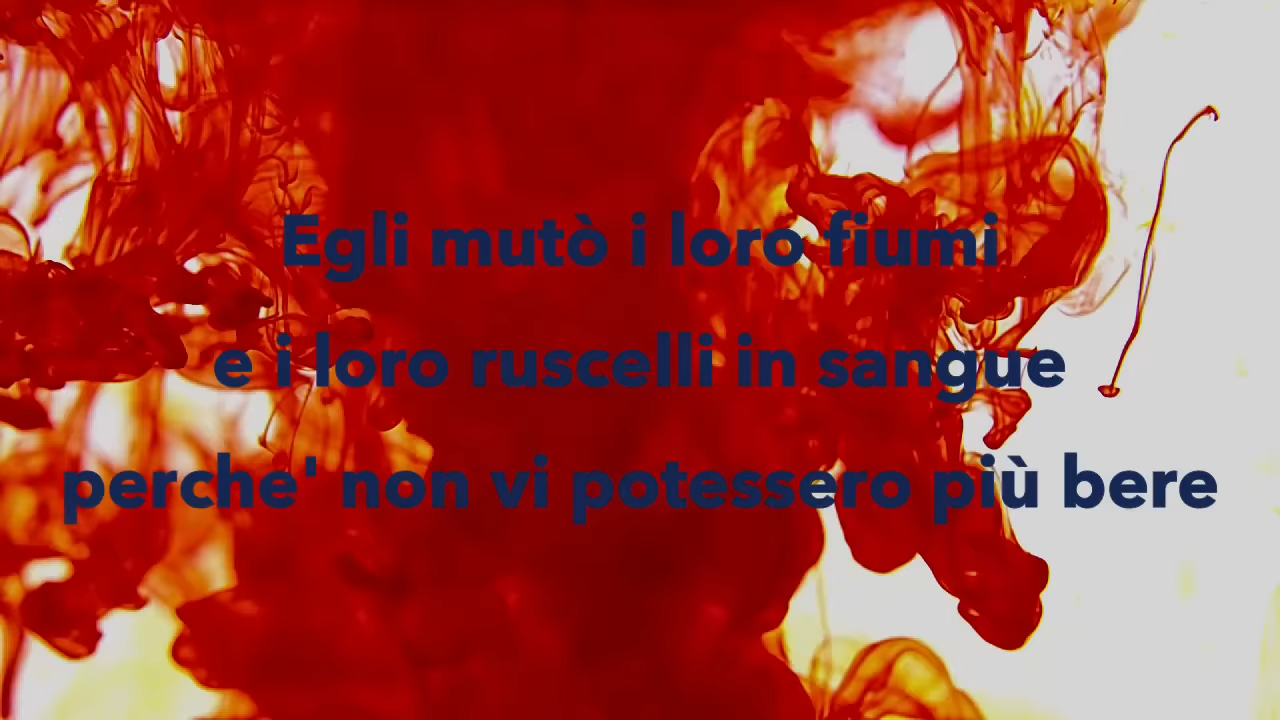 Egli mutò i loro fiumi
e i loro ruscelli in sangue
perche' non vi potessero più bere